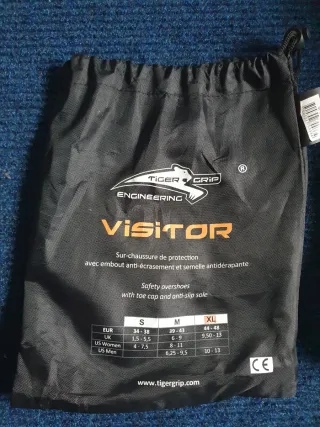 TIGER GRIP
ENGINEERING
®
VISITOR
Sur-chaussure de protection
avec embout anti-écrasement et semelle antidérapante
Safety overshoes
with toe cap and anti-slip sole
S M XL
EUR 34 - 38 39 - 43 44 - 48
UK 1,5 - 5,5 6 - 9 9,50 - 13
US Women 4 - 7,5 8 - 11
US Men 6,25 - 9,5 10 - 13
CE
www.tigergrip.com